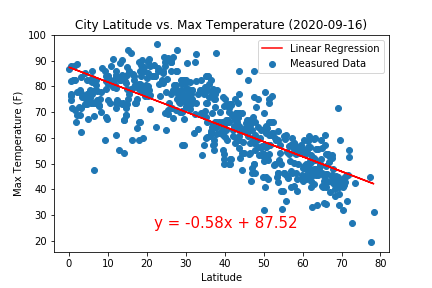 City Latitude vs. Max Temperature (2020-09-16)
Linear Regression
Measured Data
Max Temperature (F)
100
90
80
70
60
50
40
30
20
y = -0.58x + 87.52
0 10 20 30 40 50 60 70 80
Latitude